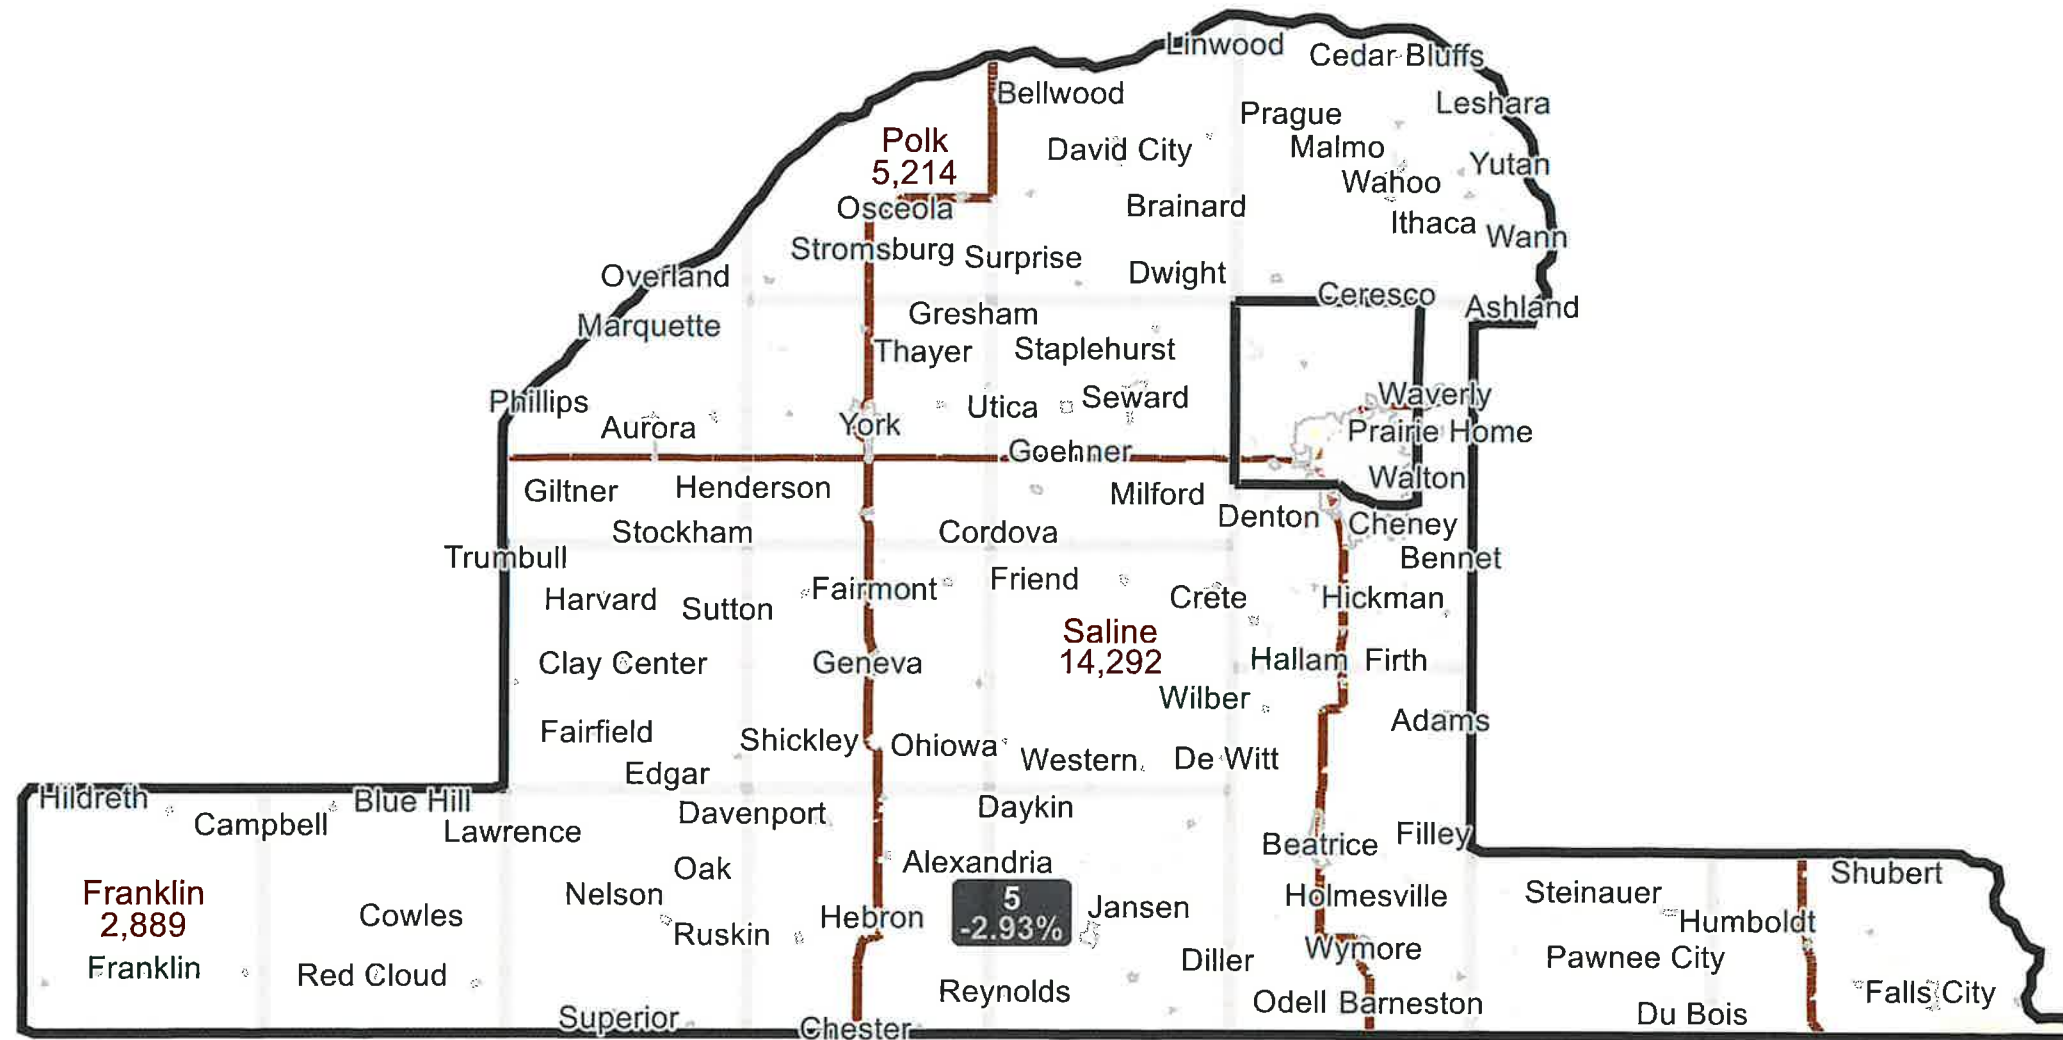 Linwood
Cedar Bluffs
Bellwood
Leshara
Prague
Polk
5,214
David City
Malmo
Yutan
Wahoo
Osceola
Brainard
Ithaca
Wann
Stromsburg
Surprise
Dwight
Overland
Ceresco
Ashland
Gresham
Marquette
Thayer
Staplehurst
Phillips
Utica
Seward
Waverly
Aurora
York
Prairie Home
Goehner
Walton
Giltner
Henderson
Milford
Denton
Cheney
Stockham
Cordova
Trumbull
Bennet
Harvard
Sutton
Fairmont
Friend
Crete
Hickman
Saline
14,292
Clay Center
Geneva
Hallam
Firth
Wilber
Adams
Fairfield
Shickley
Ohiowa
Western
De Witt
Edgar
Hildreth
Blue Hill
Campbell
Lawrence
Davenport
Daykin
Beatrice
Filley
Oak
Alexandria
Shubert
Franklin
2,889
Franklin
Nelson
5
-2.93%
Jansen
Holmesville
Steinauer
Cowles
Hebron
Humboldt
Ruskin
Wymore
Pawnee City
Red Cloud
Diller
Reynolds
Odell
Barneston
Falls City
Superior
Chester
Du Bois